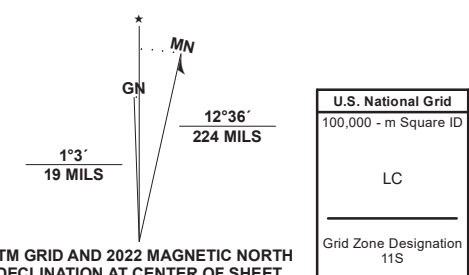 ★
MN
GN
12°36´
224 MILS
1°3´
19 MILS
TM GRID AND 2022 MAGNETIC NORTH
DECLINATION AT CENTER OF SHEET
U.S. National Grid
100,000 - m Square ID
LC
Grid Zone Designation
11S